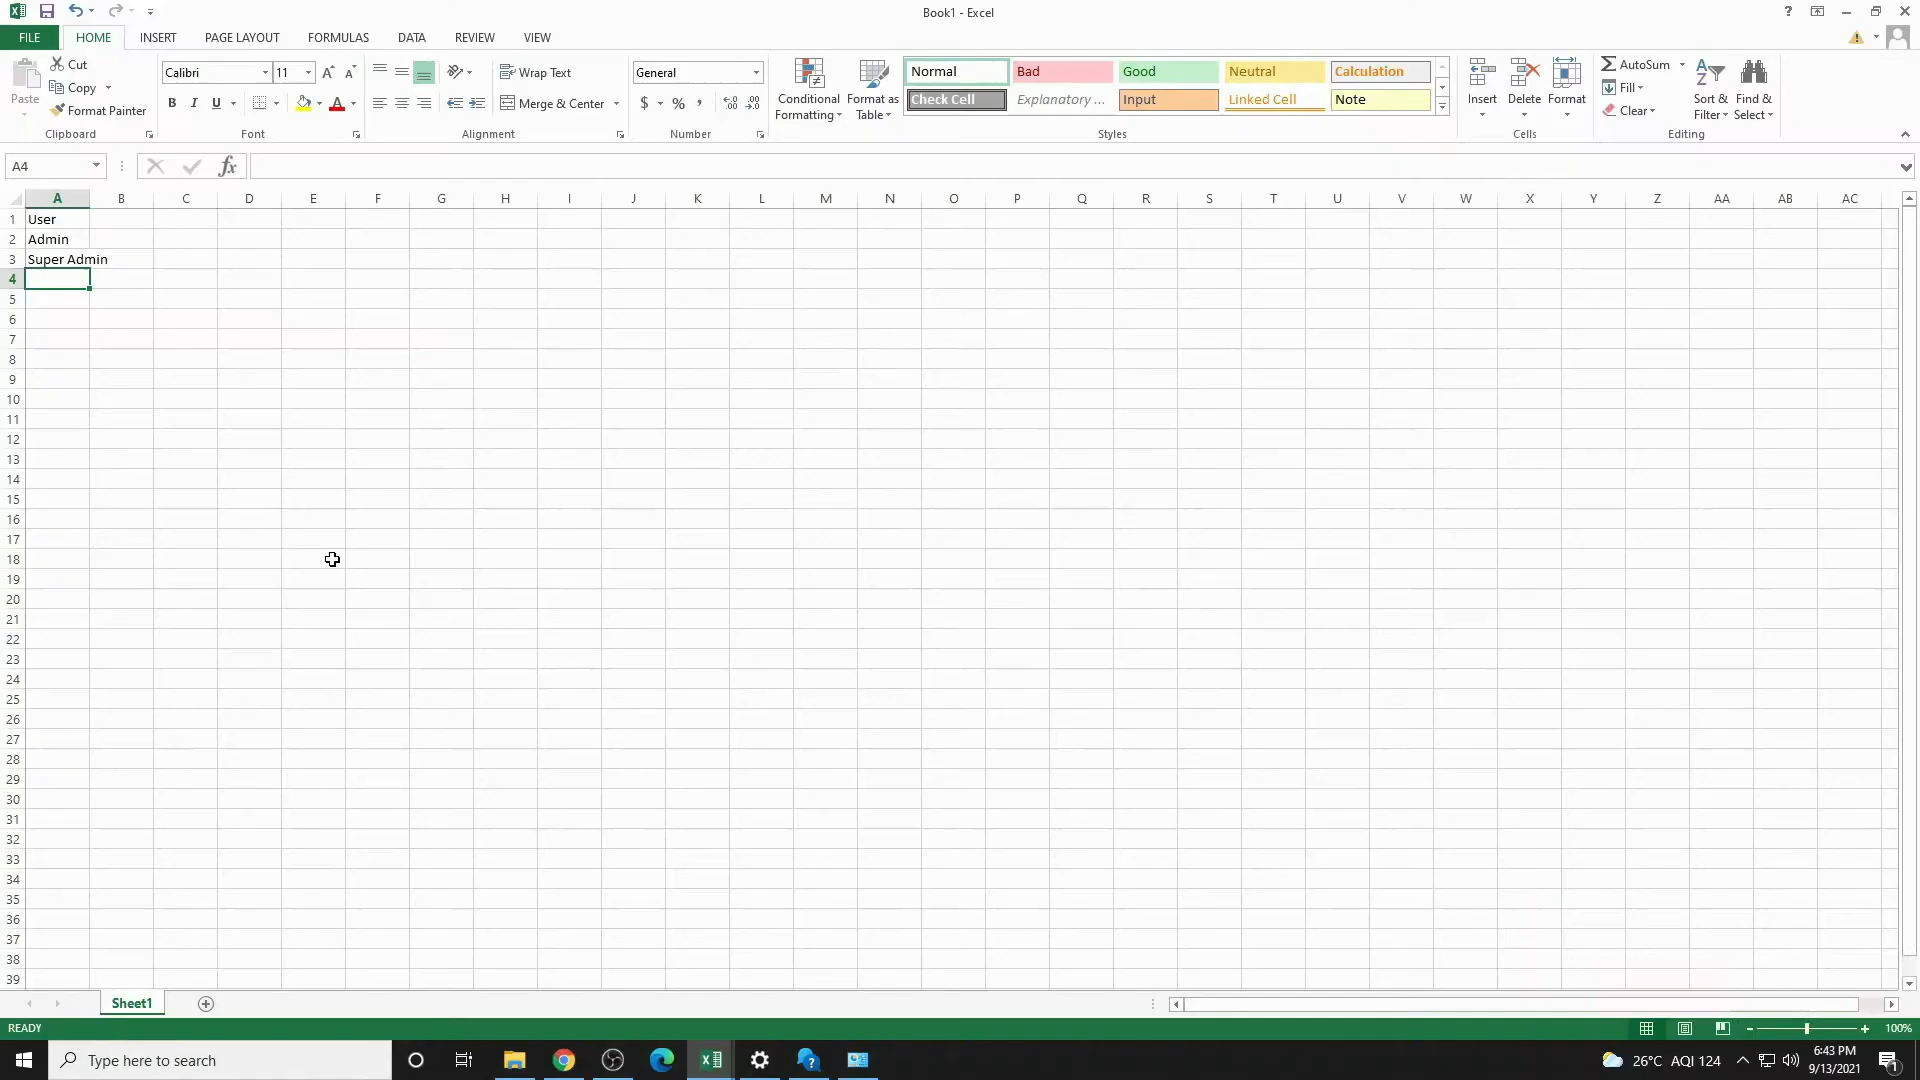 Book1 - Excel
FILE HOME INSERT PAGE LAYOUT FORMULAS DATA REVIEW VIEW
Paste
Cut
Copy
Format Painter
Clipboard
Calibri 11
B I U
Font
Wrap Text
Merge & Center
Alignment
General
$ % ,
Number
Conditional Formatting
Format as Table
Normal Bad Good Neutral Calculation
Check Cell Explanatory ... Input Linked Cell Note
Styles
Insert Delete Format
Cells
AutoSum
Fill
Clear
Sort & Filter
Find & Select
Editing
A4 fx
A B C D E F G H I J K L M N O P Q R S T U V W X Y Z AA AB AC
1 User
2 Admin
3 Super Admin
4
5
6
7
8
9
10
11
12
13
14
15
16
17
18
19
20
21
22
23
24
25
26
27
28
29
30
31
32
33
34
35
36
37
38
39
Sheet1
READY 100%
Type here to search
26°C AQI 124
6:43 PM
9/13/2021